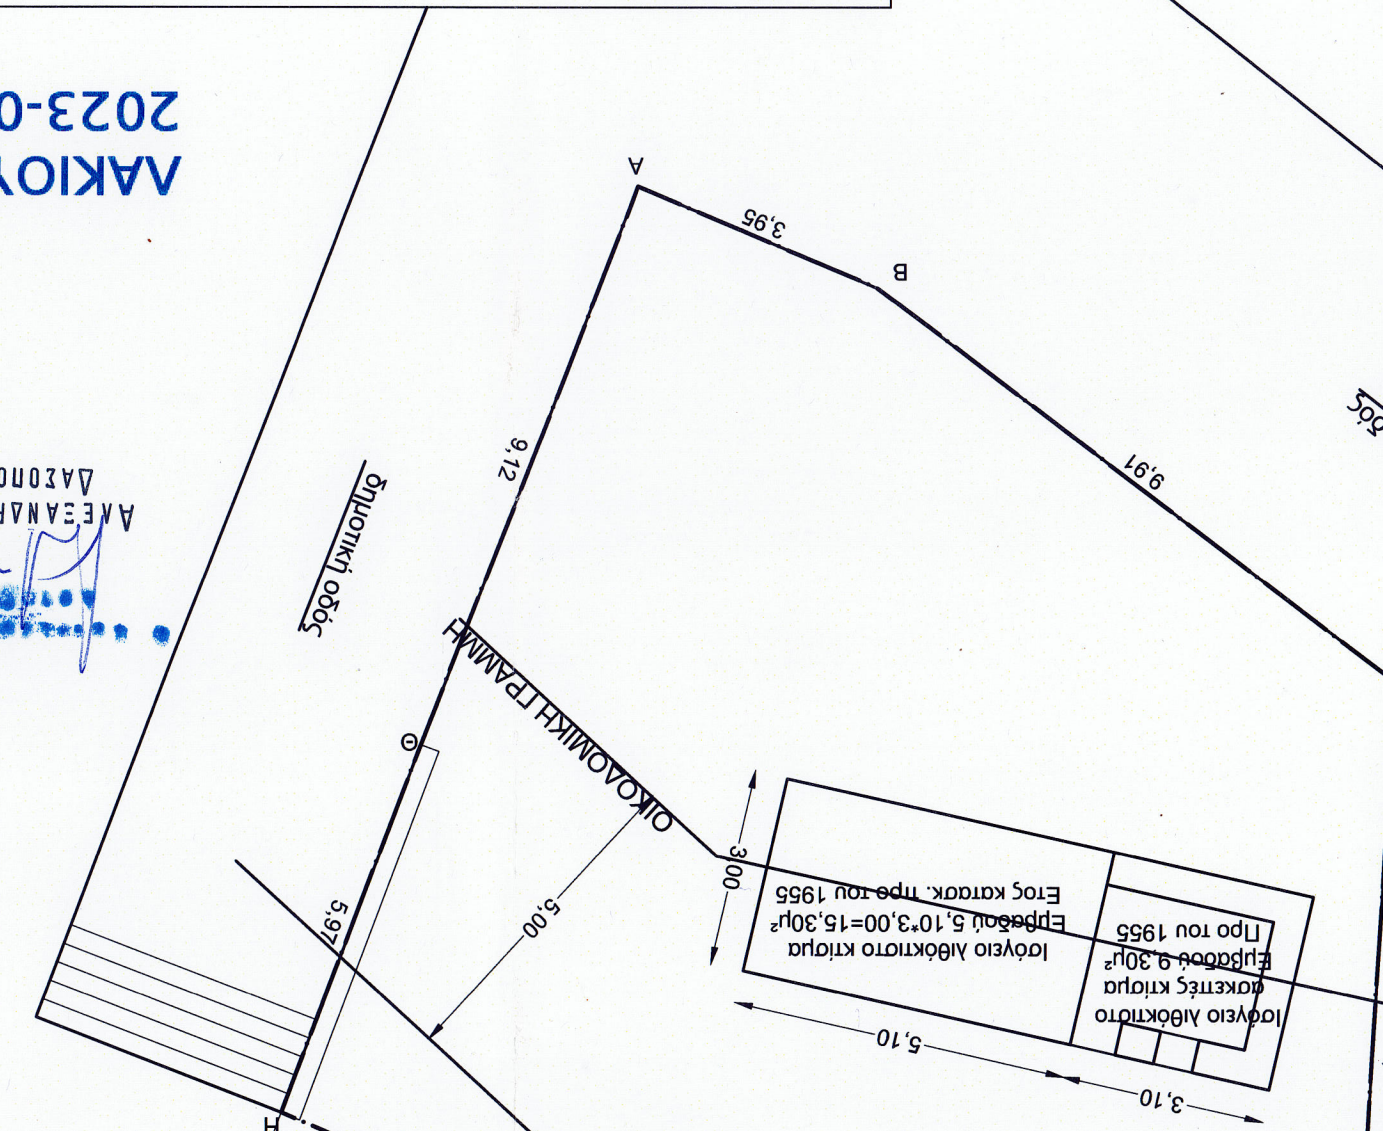 ΛΑΚΙΟΥ
2023-0
ΑΛΕΞΑΝΔΡ
ΔΑΣΟΠΟ
Α
3,95
Β
9,91
9,12
δημοτική οδός
δός
ΟΙΚΟΔΟΜΙΚΗ ΓΡΑΜΜΗ
Θ
5,97
5,00
3,00
Ισόγειο λιθόκτιστο κτίσμα
Εμβαδού 5,10*3,00=15,30μ²
Ετος κατασκ. προ του 1955
Ισόγειο λιθόκτιστο
ασκεπές κτίσμα
Εμβαδού 9,30μ²
Προ του 1955
5,10
3,10
Η